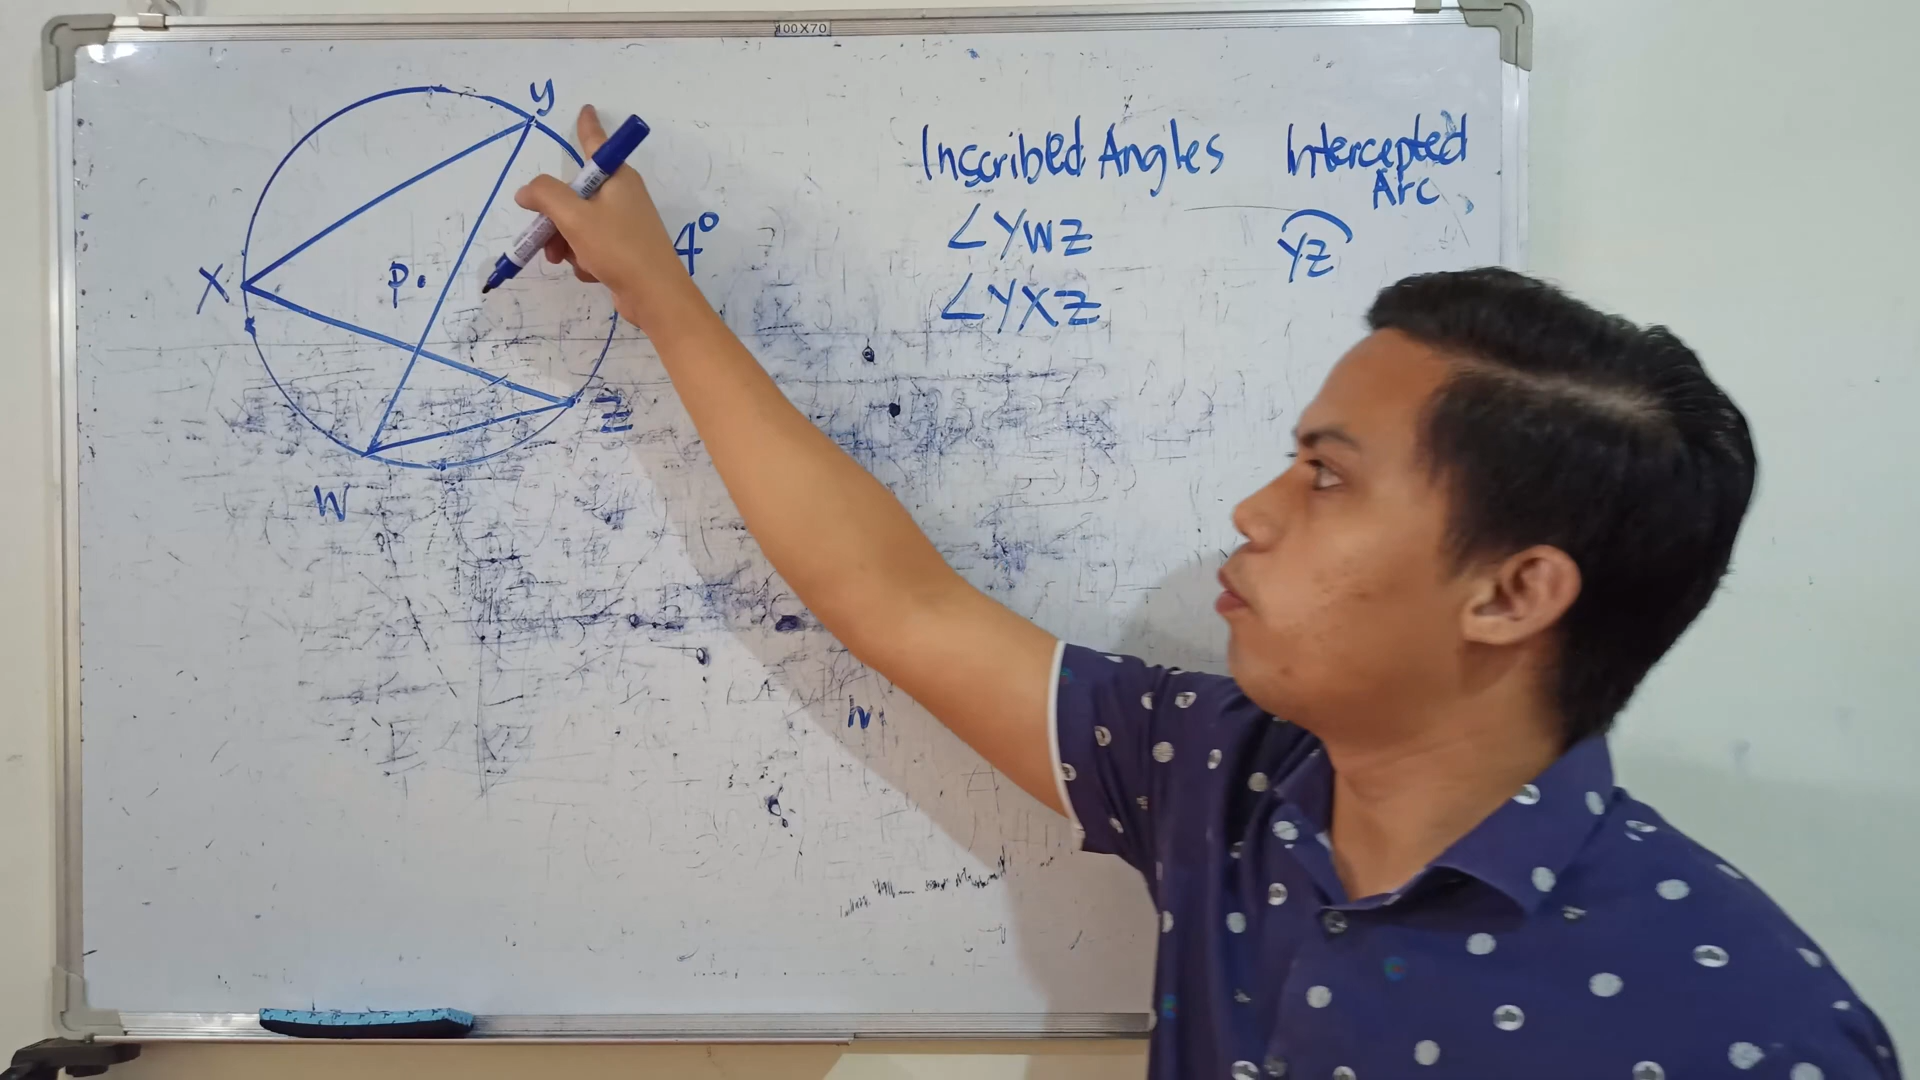 100X70
Y
Inscribed Angles
Intercepted
Arc
4°
∠YWZ
YZ
X
P.
∠YXZ
Z
W